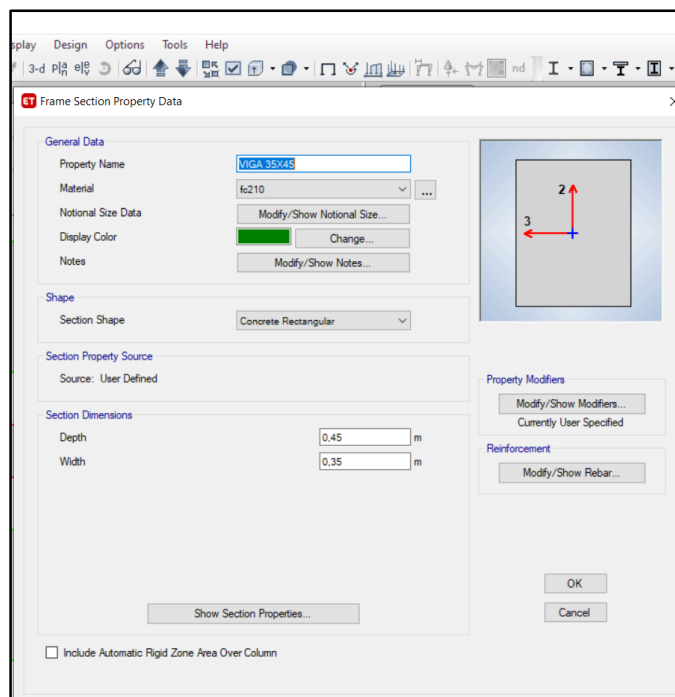 splay Design Options Tools Help
3-d nd
ET Frame Section Property Data
General Data
Property Name VIGA 35X45
Material fc210 ...
Notional Size Data Modify/Show Notional Size...
Display Color Change...
Notes Modify/Show Notes...
2
3
Shape
Section Shape Concrete Rectangular
Section Property Source
Source: User Defined
Property Modifiers
Modify/Show Modifiers...
Currently User Specified
Section Dimensions
Depth 0,45 m
Width 0,35 m
Reinforcement
Modify/Show Rebar...
OK
Show Section Properties...
Cancel
Include Automatic Rigid Zone Area Over Column